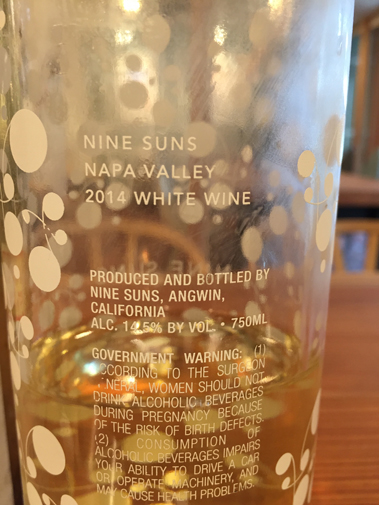 NINE SUNS
NAPA VALLEY
2014 WHITE WINE
PRODUCED AND BOTTLED BY
NINE SUNS, ANGWIN,
CALIFORNIA
ALC. 14.5% BY VOL. • 750ML
GOVERNMENT WARNING: (1)
ACCORDING TO THE SURGEON
GENERAL, WOMEN SHOULD NOT
DRINK ALCOHOLIC BEVERAGES
DURING PREGNANCY BECAUSE
OF THE RISK OF BIRTH DEFECTS.
(2) CONSUMPTION OF
ALCOHOLIC BEVERAGES IMPAIRS
YOUR ABILITY TO DRIVE A CAR
OR OPERATE MACHINERY, AND
MAY CAUSE HEALTH PROBLEMS.